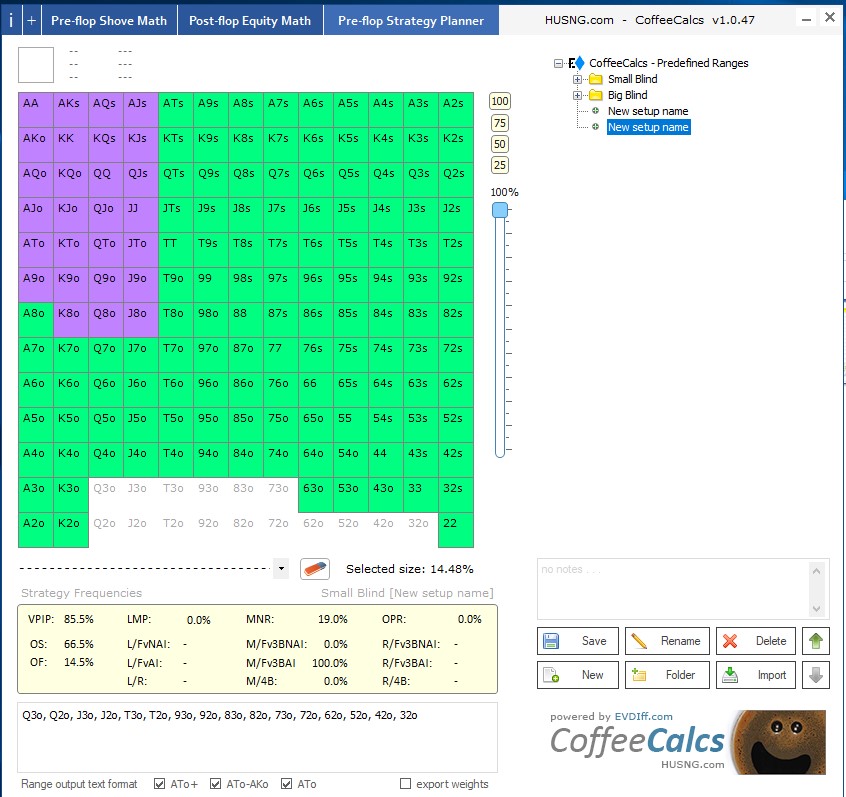 i + Pre-flop Shove Math Post-flop Equity Math Pre-flop Strategy Planner HUSNG.com - CoffeeCalcs v1.0.47
-- ---
-- ---
-- ---
AA AKs AQs AJs ATs A9s A8s A7s A6s A5s A4s A3s A2s
AKo KK KQs KJs KTs K9s K8s K7s K6s K5s K4s K3s K2s
AQo KQo QQ QJs QTs Q9s Q8s Q7s Q6s Q5s Q4s Q3s Q2s
AJo KJo QJo JJ JTs J9s J8s J7s J6s J5s J4s J3s J2s
ATo KTo QTo JTo TT T9s T8s T7s T6s T5s T4s T3s T2s
A9o K9o Q9o J9o T9o 99 98s 97s 96s 95s 94s 93s 92s
A8o K8o Q8o J8o T8o 98o 88 87s 86s 85s 84s 83s 82s
A7o K7o Q7o J7o T7o 97o 87o 77 76s 75s 74s 73s 72s
A6o K6o Q6o J6o T6o 96o 86o 76o 66 65s 64s 63s 62s
A5o K5o Q5o J5o T5o 95o 85o 75o 65o 55 54s 53s 52s
A4o K4o Q4o J4o T4o 94o 84o 74o 64o 54o 44 43s 42s
A3o K3o Q3o J3o T3o 93o 83o 73o 63o 53o 43o 33 32s
A2o K2o Q2o J2o T2o 92o 82o 72o 62o 52o 42o 32o 22
100
75
50
25
100%
CoffeeCalcs - Predefined Ranges
Small Blind
Big Blind
New setup name
New setup name
Selected size: 14.48%
Strategy Frequencies Small Blind [New setup name]
VPIP: 85.5% LMP: 0.0% MNR: 19.0% OPR: 0.0%
OS: 66.5% L/FvNAI: - M/Fv3BNAI: 0.0% R/Fv3BNAI: -
OF: 14.5% L/FvAI: - M/Fv3BAI 100.0% R/Fv3BAI: -
L/R: - M/4B: 0.0% R/4B: -
Q3o, Q2o, J3o, J2o, T3o, T2o, 93o, 92o, 83o, 82o, 73o, 72o, 62o, 52o, 42o, 32o
Range output text format ATo+ ATo-AKo ATo export weights
no notes . . .
Save Rename Delete
New Folder Import
powered by EVDIff.com
CoffeeCalcs
HUSNG.com